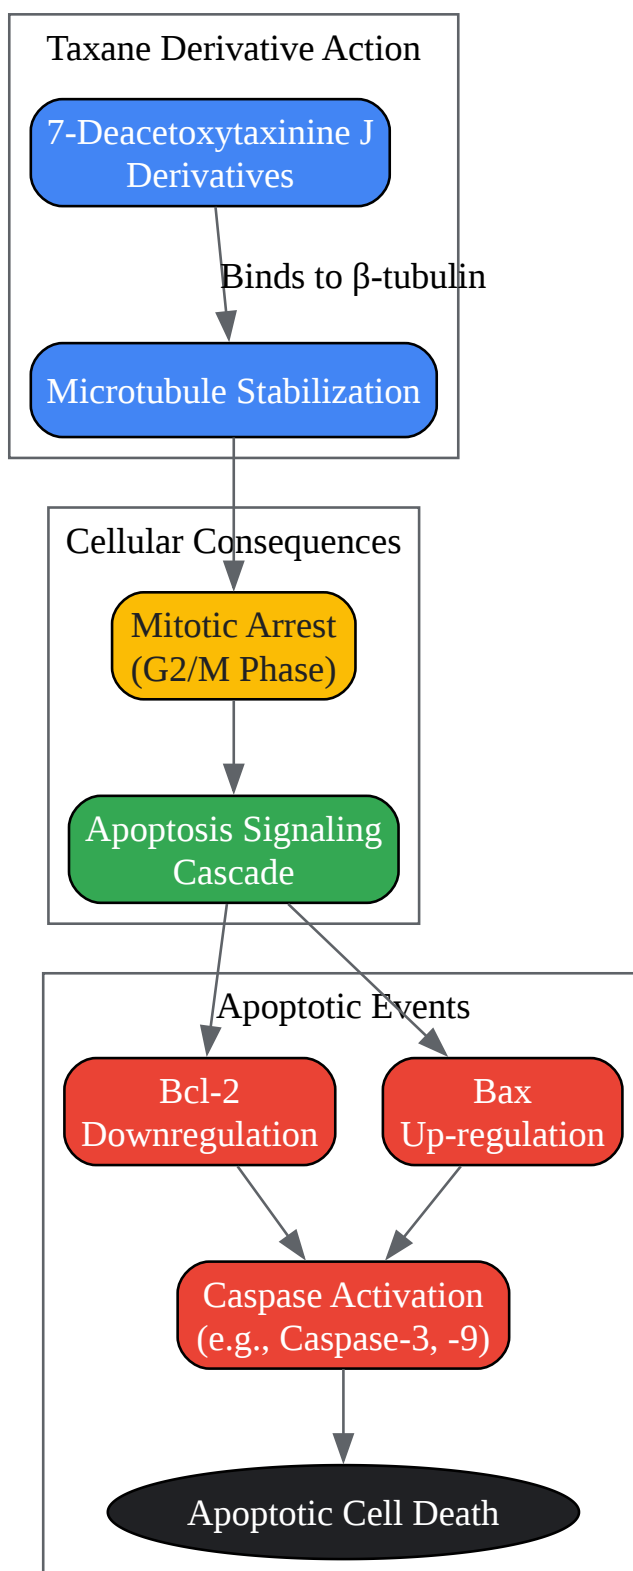 Taxane Derivative Action
7-Deacetoxytaxinine J
Derivatives
Binds to β-tubulin
Microtubule Stabilization
Cellular Consequences
Mitotic Arrest
(G2/M Phase)
Apoptosis Signaling
Cascade
Apoptotic Events
Bcl-2
Downregulation
Bax
Up-regulation
Caspase Activation
(e.g., Caspase-3, -9)
Apoptotic Cell Death